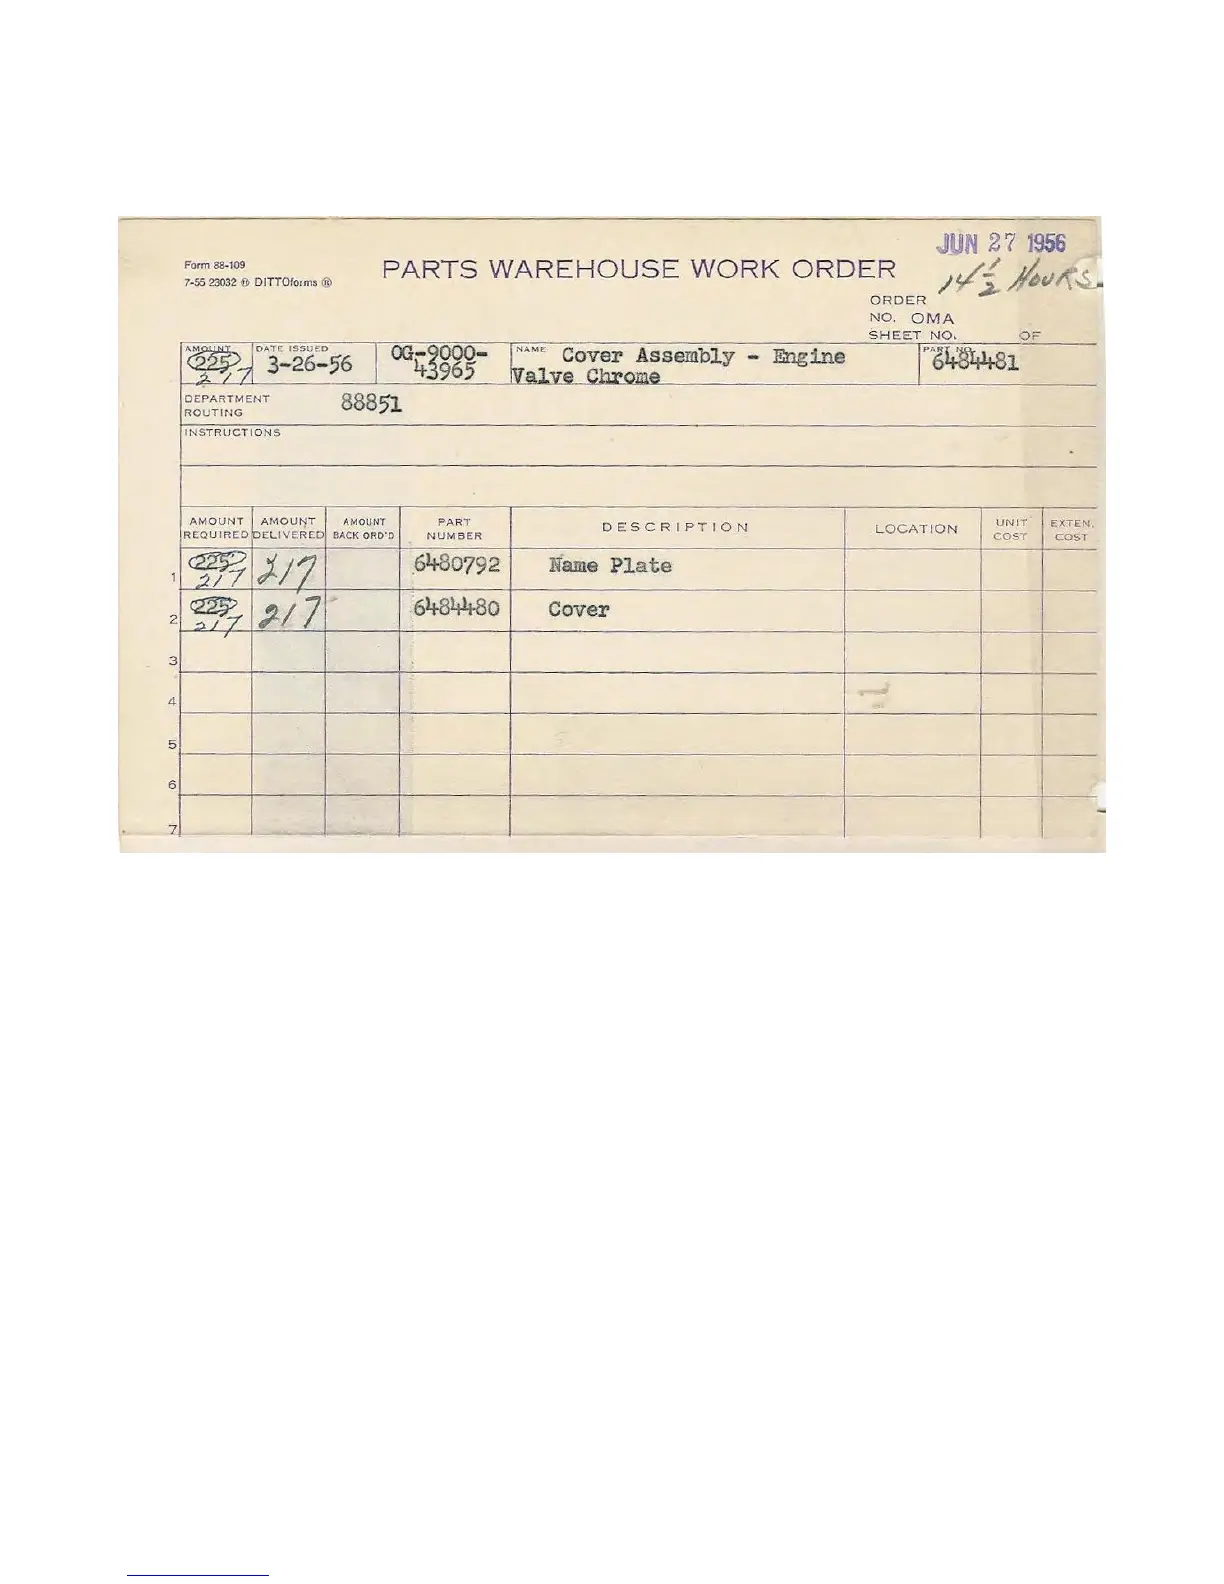 JUN 27 1956
Form 88-109
PARTS WAREHOUSE WORK ORDER
14 1/2 HOURS
7-55 23032 Ⓓ DITTOforms ®
ORDER
NO. OMA
SHEET NO. OF
AMOUNT DATE ISSUED OG-9000- NAME Cover Assembly - Engine PART NO.
225 3-26-56 43965 Valve Chrome 6484481
217
DEPARTMENT
ROUTING 88851
INSTRUCTIONS
AMOUNT AMOUNT AMOUNT PART DESCRIPTION LOCATION UNIT EXTEN.
REQUIRED DELIVERED BACK ORD'D NUMBER COST COST
225
1 217 217 6480792 Name Plate
225
2 217 217 6484480 Cover
3
4
5
6
7